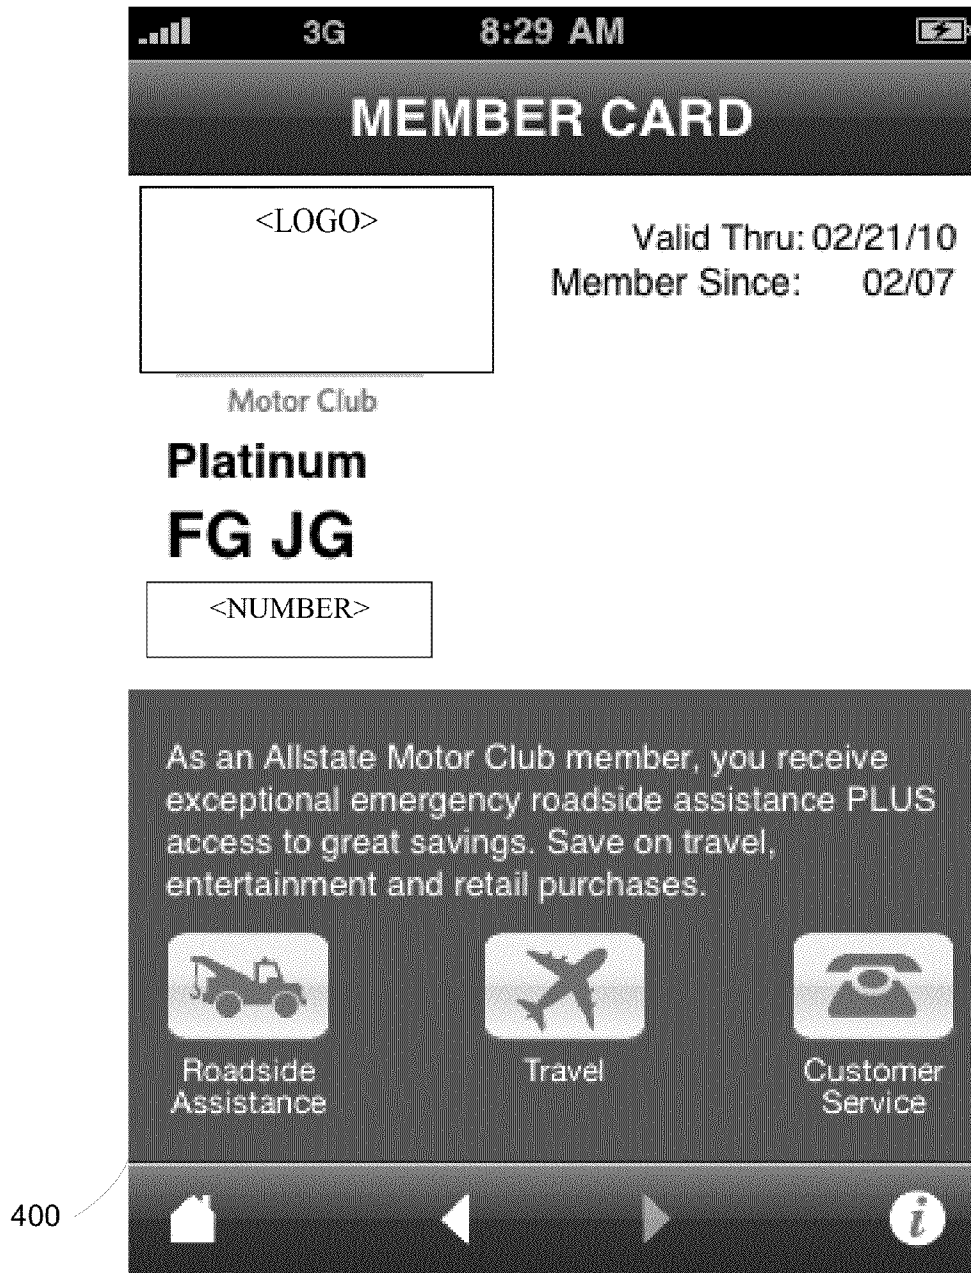 3G 8:29 AM
MEMBER CARD
<LOGO>
Valid Thru: 02/21/10
Member Since: 02/07
Motor Club
Platinum
FG JG
<NUMBER>
As an Allstate Motor Club member, you receive
exceptional emergency roadside assistance PLUS
access to great savings. Save on travel,
entertainment and retail purchases.
Roadside
Assistance
Travel
Customer
Service
400
i